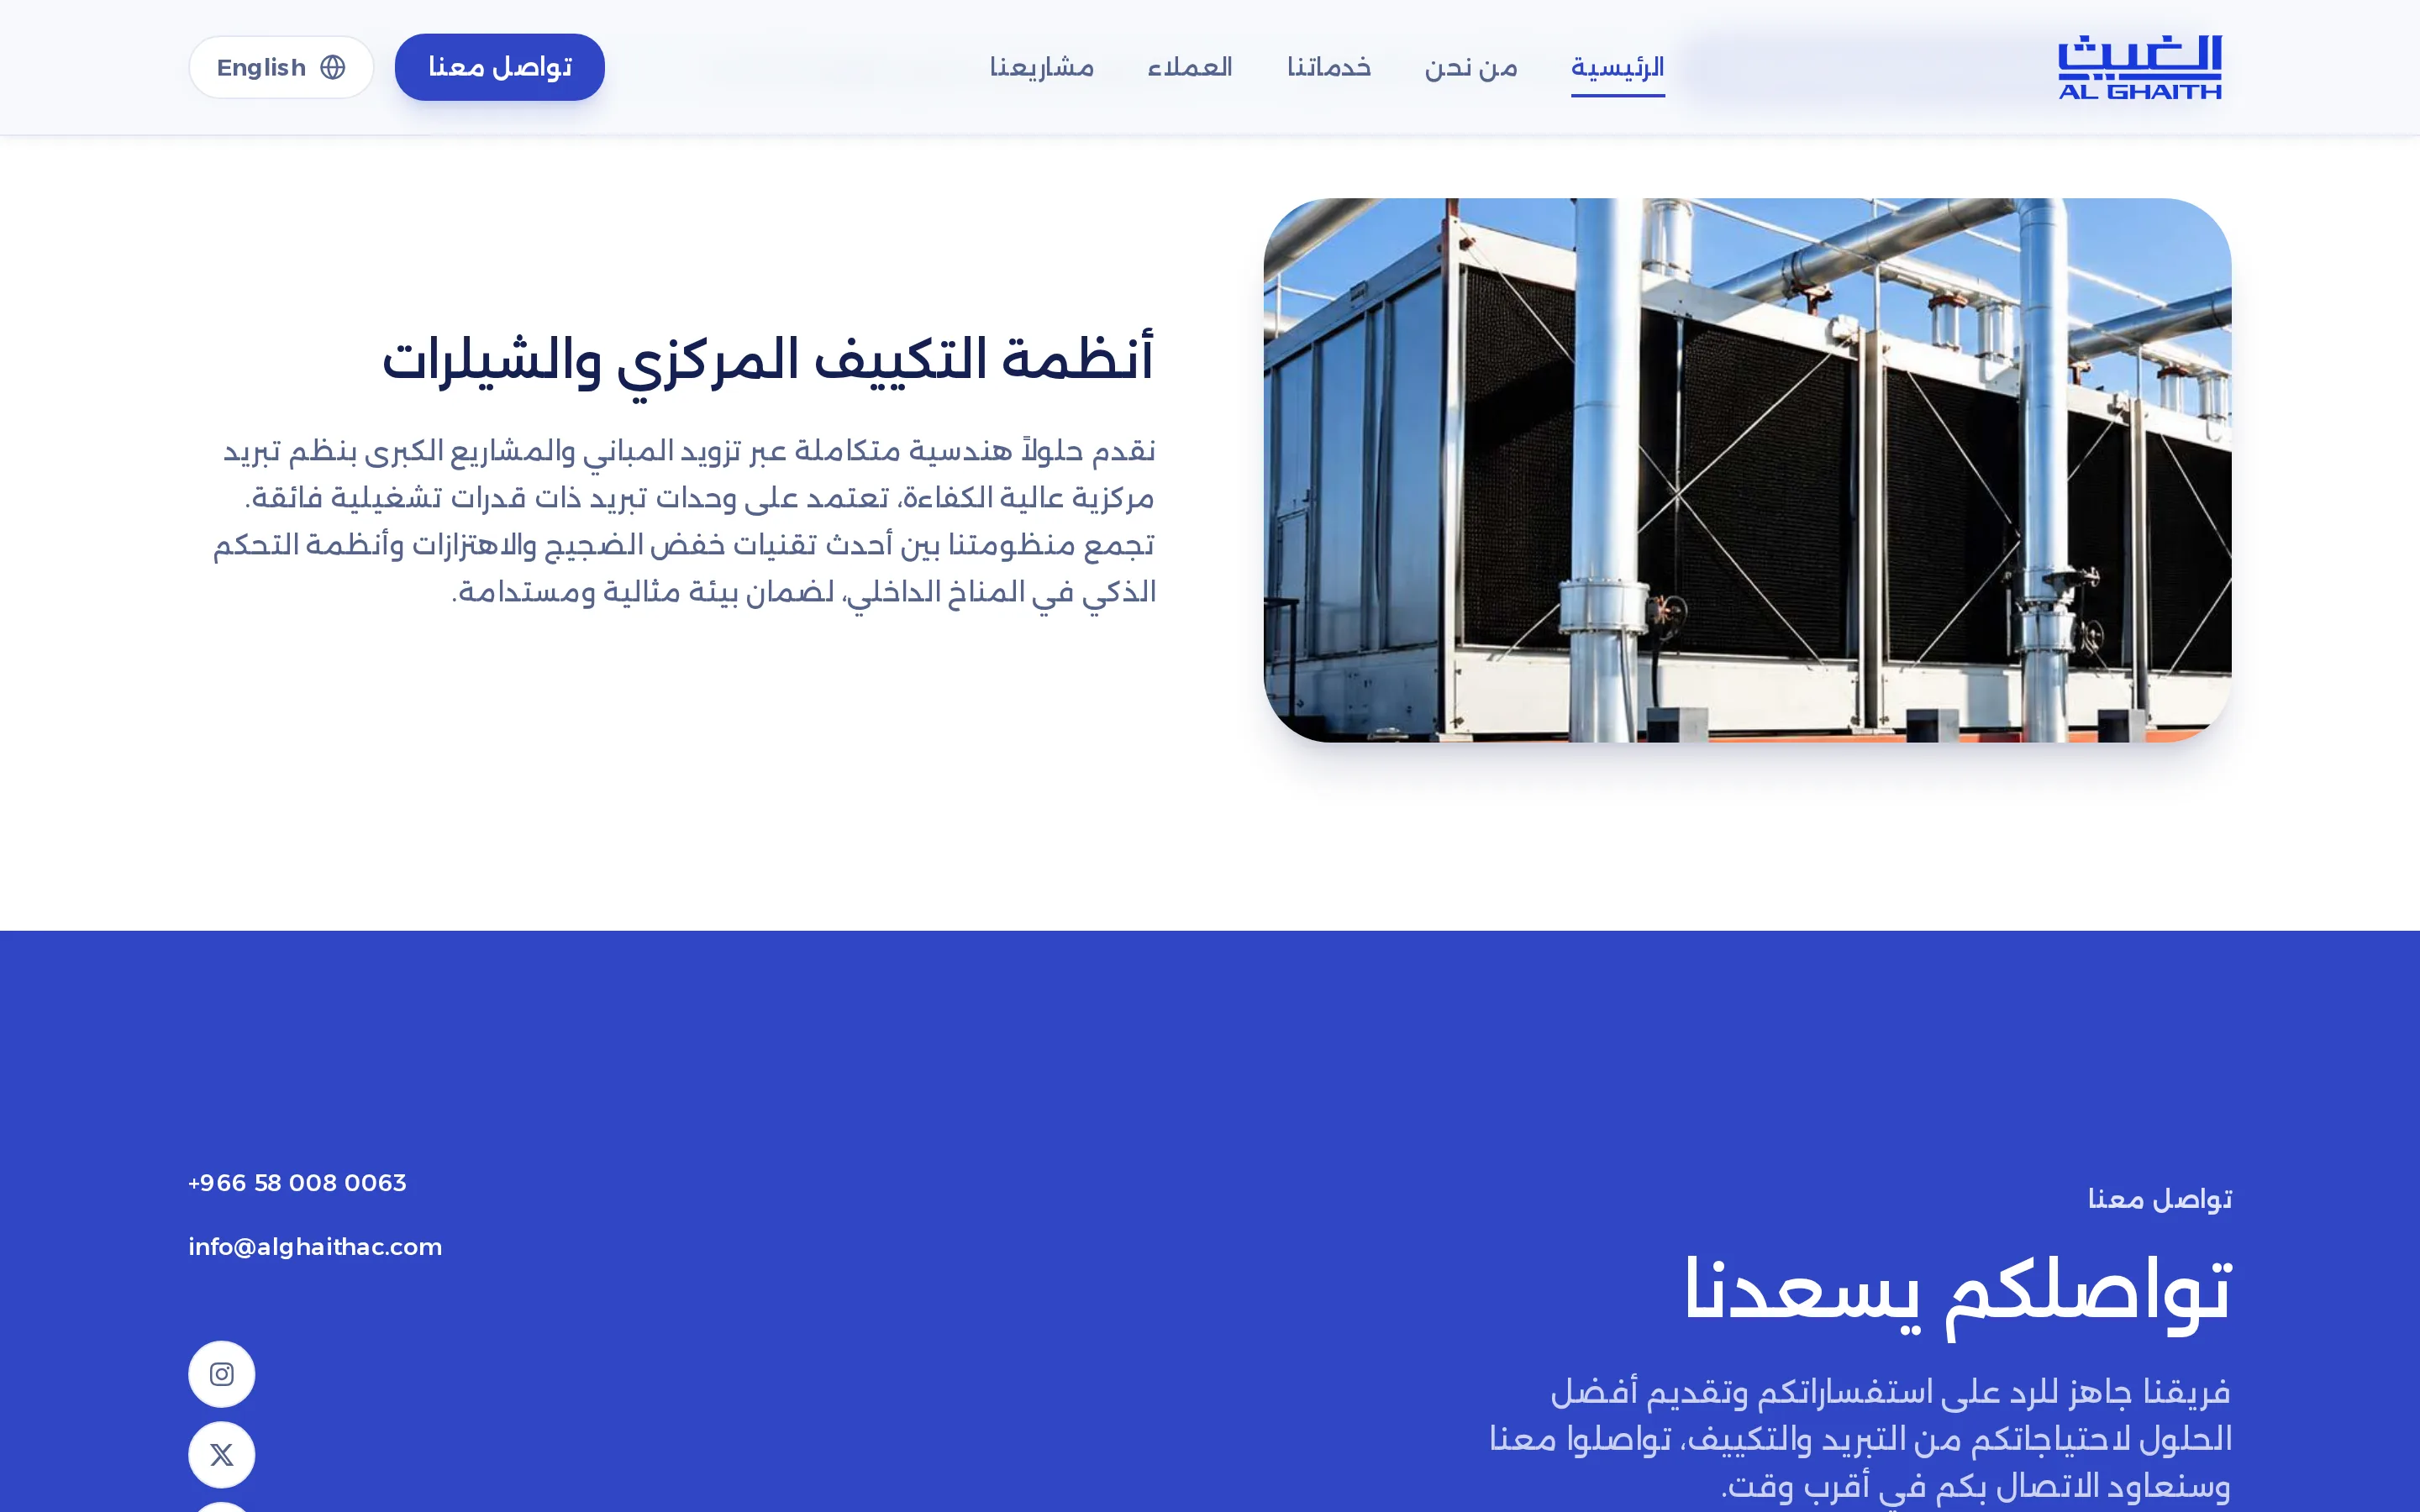 الغيث
AL GHAITH
الرئيسية
من نحن
خدماتنا
العملاء
مشاريعنا
تواصل معنا
English
أنظمة التكييف المركزي والشيلرات
نقدم حلولاً هندسية متكاملة عبر تزويد المباني والمشاريع الكبرى بنظم تبريد
مركزية عالية الكفاءة، تعتمد على وحدات تبريد ذات قدرات تشغيلية فائقة.
تجمع منظومتنا بين أحدث تقنيات خفض الضجيج والاهتزازات وأنظمة التحكم
الذكي في المناخ الداخلي، لضمان بيئة مثالية ومستدامة.
تواصل معنا
تواصلكم يسعدنا
فريقنا جاهز للرد على استفساراتكم وتقديم أفضل
الحلول لاحتياجاتكم من التبريد والتكييف، تواصلوا معنا
وسنعاود الاتصال بكم في أقرب وقت.
+966 58 008 0063
info@alghaithac.com